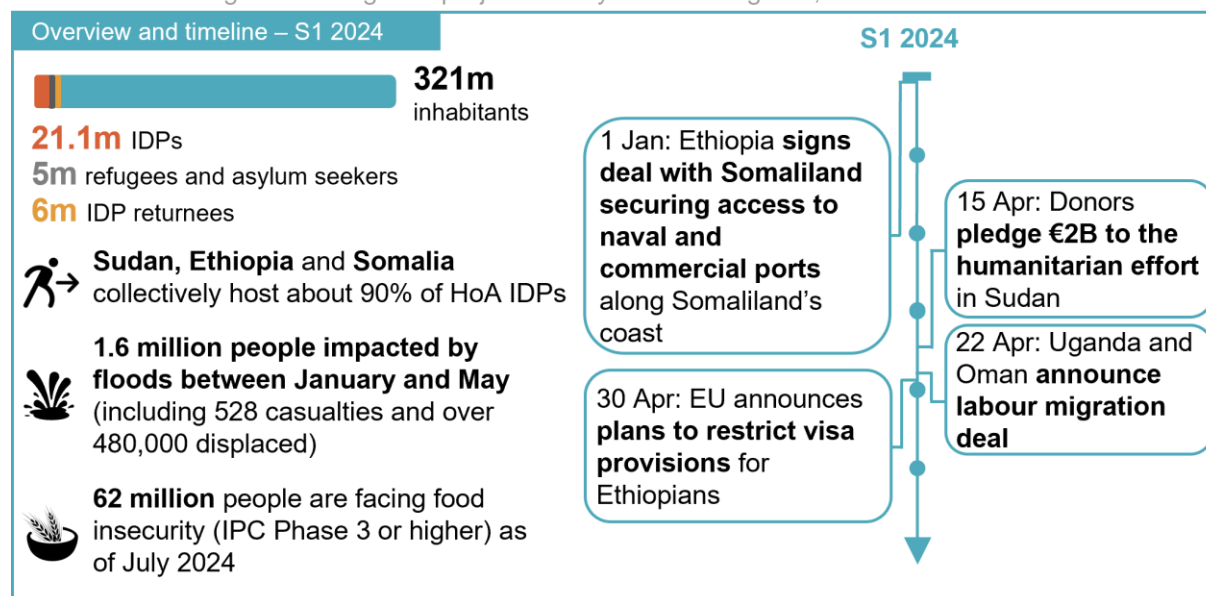 Overview and timeline – S1 2024
321m
inhabitants
21.1m IDPs
5m refugees and asylum seekers
6m IDP returnees
Sudan, Ethiopia and Somalia
collectively host about 90% of HoA IDPs
1.6 million people impacted by
floods between January and May
(including 528 casualties and over
480,000 displaced)
62 million people are facing food
insecurity (IPC Phase 3 or higher) as
of July 2024
S1 2024
1 Jan: Ethiopia signs
deal with Somaliland
securing access to
naval and
commercial ports
along Somaliland’s
coast
15 Apr: Donors
pledge €2B to the
humanitarian effort
in Sudan
22 Apr: Uganda and
Oman announce
labour migration
deal
30 Apr: EU announces
plans to restrict visa
provisions for
Ethiopians